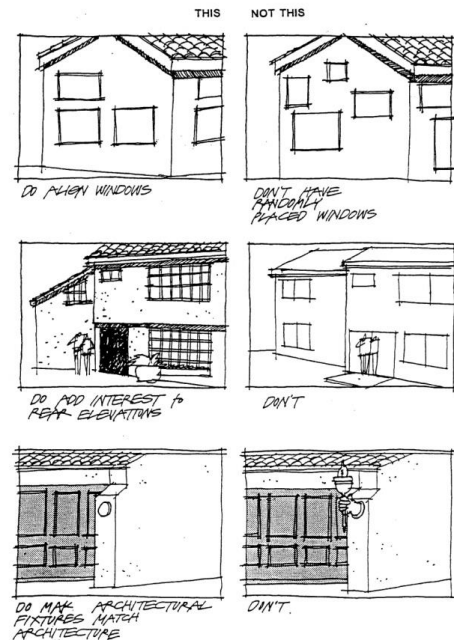 THIS NOT THIS
DO ALIGN WINDOWS
DON'T HAVE
RANDOMLY
PLACED WINDOWS
DO ADD INTEREST to
REAR ELEVATIONS
DON'T
DO MAK ARCHITECTURAL
FIXTURES MATCH
ARCHITECTURE
DON'T.